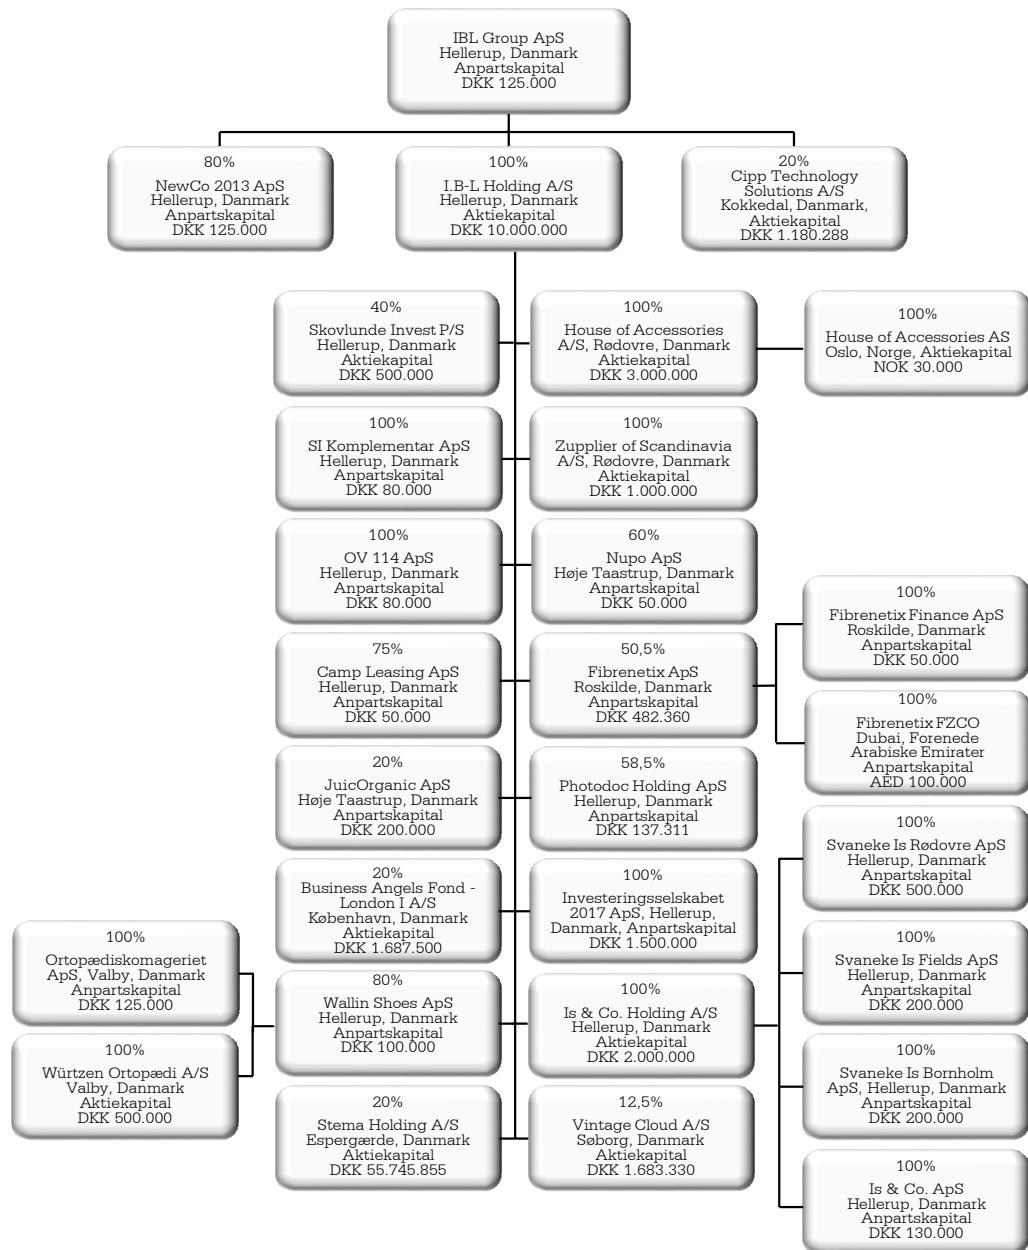 IBL Group ApS
Hellerup, Danmark
Anpartskapital
DKK 125.000
80%
NewCo 2013 ApS
Hellerup, Danmark
Anpartskapital
DKK 125.000
100%
I.B-L Holding A/S
Hellerup, Danmark
Aktiekapital
DKK 10.000.000
20%
Cipp Technology
Solutions A/S
Kokkedal, Danmark,
Aktiekapital
DKK 1.180.288
40%
Skovlunde Invest P/S
Hellerup, Danmark
Aktiekapital
DKK 500.000
100%
House of Accessories
A/S, Rødovre, Danmark
Aktiekapital
DKK 3.000.000
100%
House of Accessories AS
Oslo, Norge, Aktiekapital
NOK 30.000
100%
SI Komplementar ApS
Hellerup, Danmark
Anpartskapital
DKK 80.000
100%
Zupplier of Scandinavia
A/S, Rødovre, Danmark
Aktiekapital
DKK 1.000.000
100%
OV 114 ApS
Hellerup, Danmark
Anpartskapital
DKK 80.000
60%
Nupo ApS
Høje Taastrup, Danmark
Anpartskapital
DKK 50.000
100%
Fibrenetix Finance ApS
Roskilde, Danmark
Anpartskapital
DKK 50.000
75%
Camp Leasing ApS
Hellerup, Danmark
Anpartskapital
DKK 50.000
50,5%
Fibrenetix ApS
Roskilde, Danmark
Anpartskapital
DKK 482.360
100%
Fibrenetix FZCO
Dubai, Forenede
Arabiske Emirater
Anpartskapital
AED 100.000
20%
JuicOrganic ApS
Høje Taastrup, Danmark
Anpartskapital
DKK 200.000
58,5%
Photodoc Holding ApS
Hellerup, Danmark
Anpartskapital
DKK 137.311
100%
Svaneke Is Rødovre ApS
Hellerup, Danmark
Anpartskapital
DKK 500.000
20%
Business Angels Fond -
London I A/S
København, Danmark
Aktiekapital
DKK 1.687.500
100%
Investeringsselskabet
2017 ApS, Hellerup,
Danmark, Anpartskapital
DKK 1.500.000
100%
Ortopædiskomageriet
ApS, Valby, Danmark
Anpartskapital
DKK 125.000
100%
Svaneke Is Fields ApS
Hellerup, Danmark
Anpartskapital
DKK 200.000
80%
Wallin Shoes ApS
Hellerup, Danmark
Anpartskapital
DKK 100.000
100%
Is & Co. Holding A/S
Hellerup, Danmark
Aktiekapital
DKK 2.000.000
100%
Würtzen Ortopædi A/S
Valby, Danmark
Aktiekapital
DKK 500.000
100%
Svaneke Is Bornholm
ApS, Hellerup, Danmark
Anpartskapital
DKK 200.000
20%
Stema Holding A/S
Espergærde, Danmark
Aktiekapital
DKK 55.745.855
12,5%
Vintage Cloud A/S
Søborg, Danmark
Aktiekapital
DKK 1.683.330
100%
Is & Co. ApS
Hellerup, Danmark
Anpartskapital
DKK 130.000